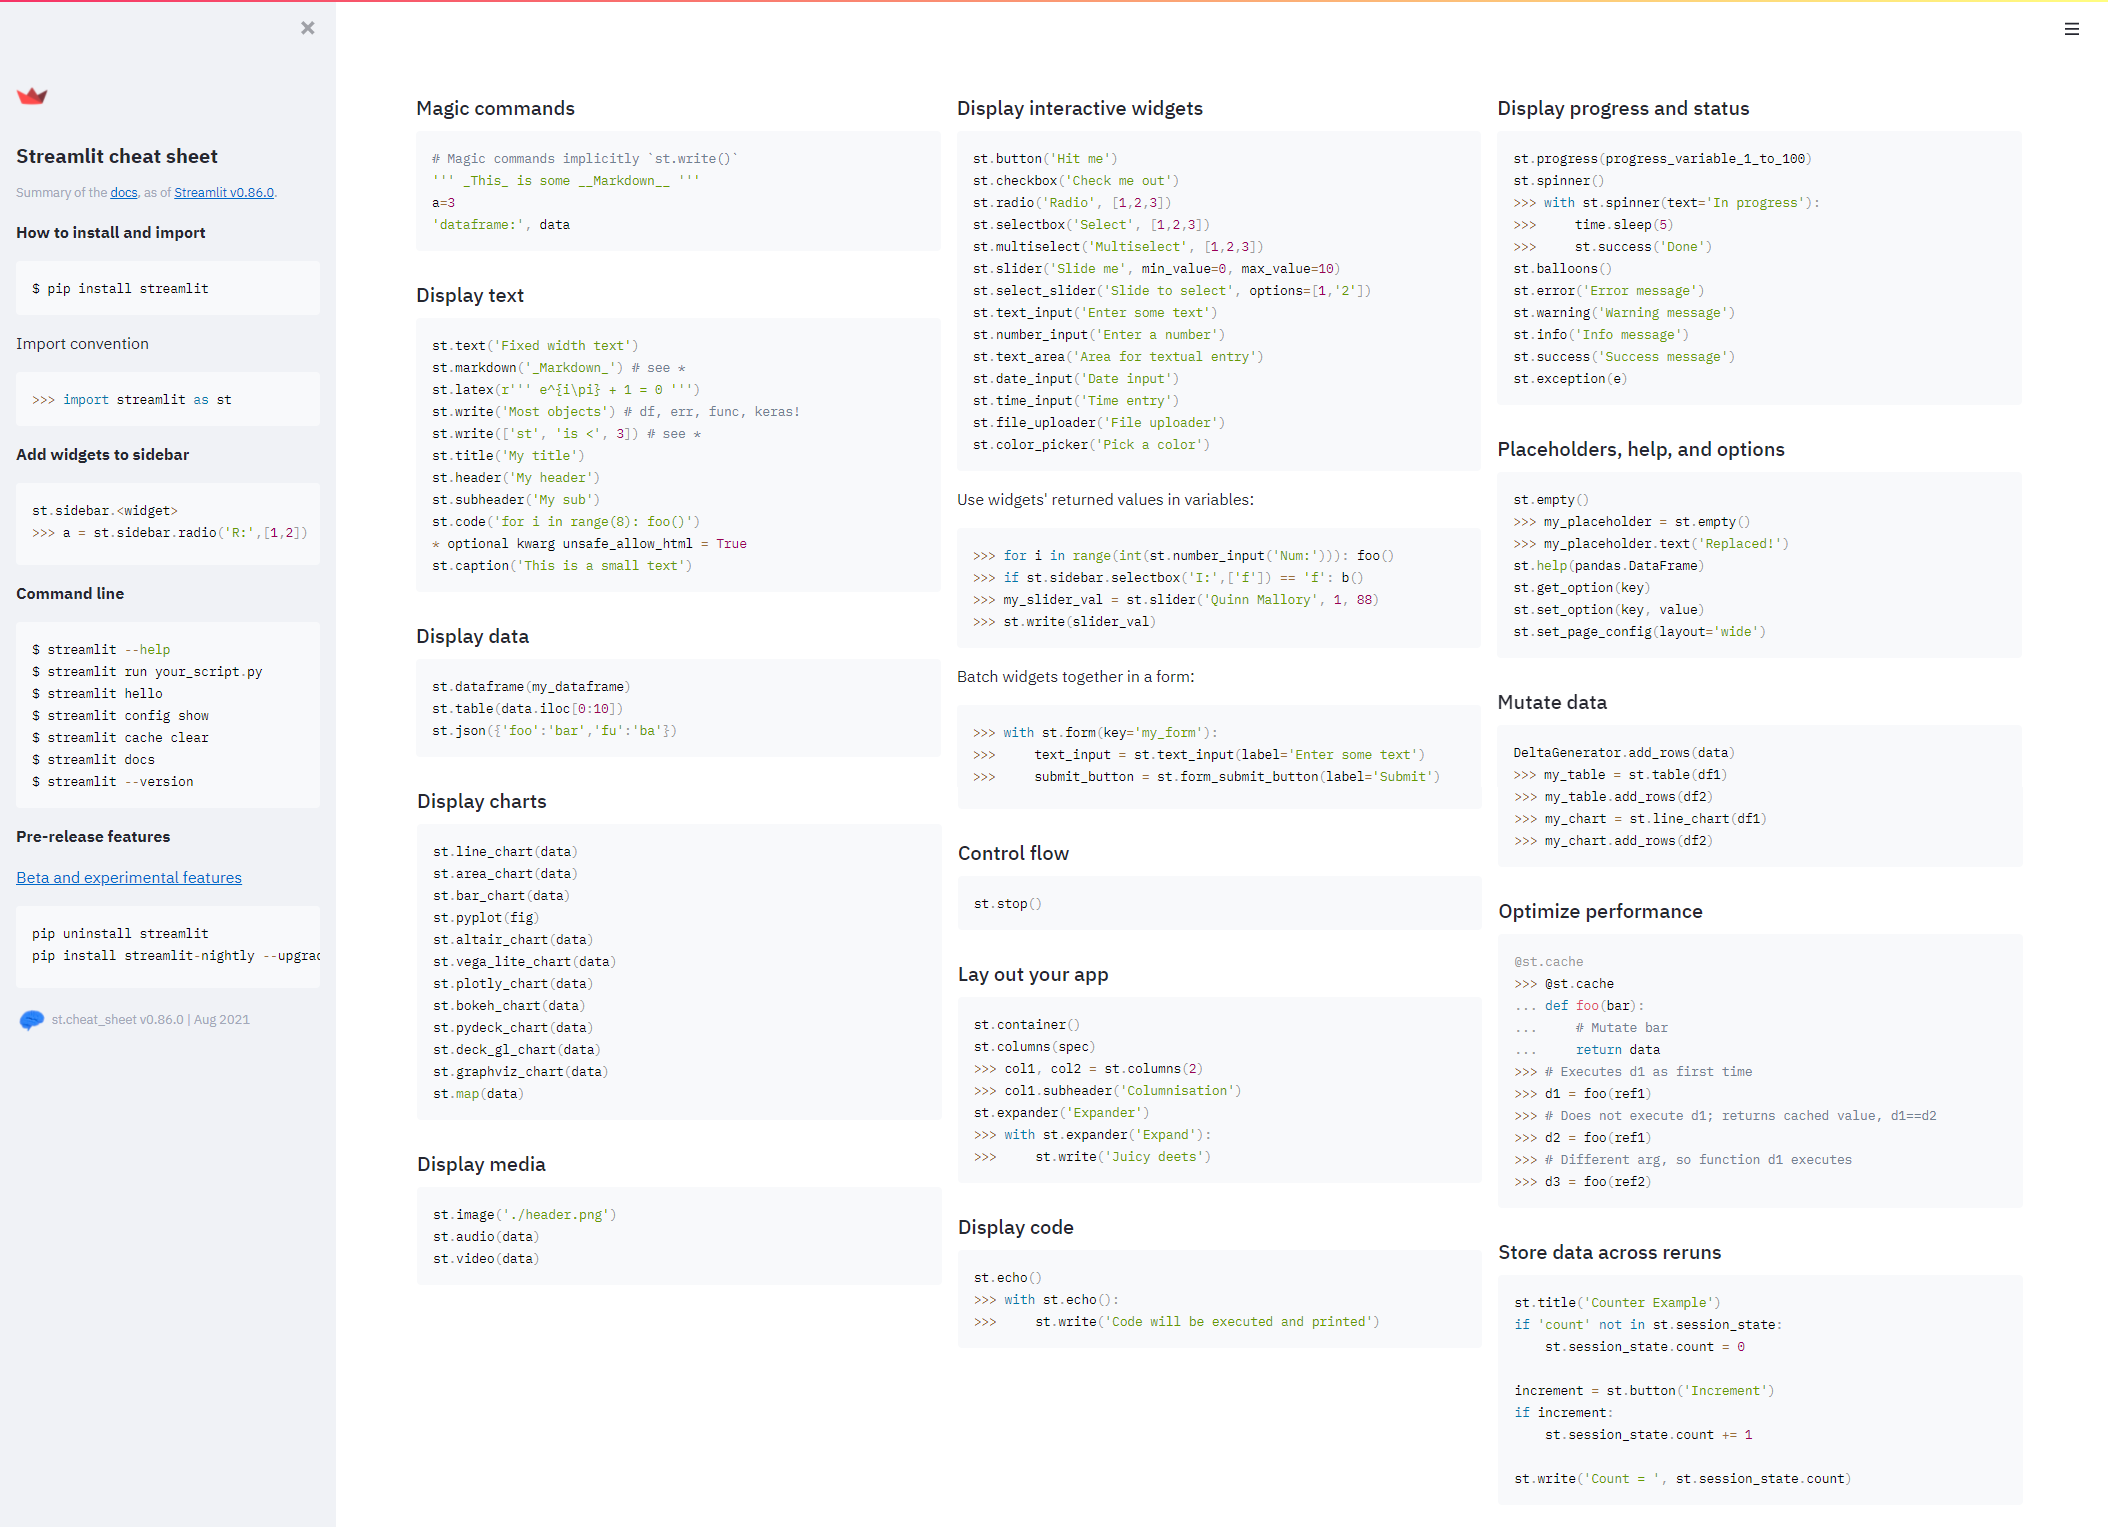 Streamlit cheat sheet
Summary of the docs, as of Streamlit v0.86.0.
How to install and import
$ pip install streamlit
Import convention
>>> import streamlit as st
Add widgets to sidebar
st.sidebar.<widget>
>>> a = st.sidebar.radio('R:',[1,2])
Command line
$ streamlit --help
$ streamlit run your_script.py
$ streamlit hello
$ streamlit config show
$ streamlit cache clear
$ streamlit docs
$ streamlit --version
Pre-release features
Beta and experimental features
pip uninstall streamlit
pip install streamlit-nightly --upgrad
st.cheat_sheet v0.86.0 | Aug 2021
Magic commands
# Magic commands implicitly `st.write()`
''' _This_ is some __Markdown__ '''
a=3
'dataframe:', data
Display text
st.text('Fixed width text')
st.markdown('_Markdown_') # see *
st.latex(r''' e^{i\pi} + 1 = 0 ''')
st.write('Most objects') # df, err, func, keras!
st.write(['st', 'is <', 3]) # see *
st.title('My title')
st.header('My header')
st.subheader('My sub')
st.code('for i in range(8): foo()')
* optional kwarg unsafe_allow_html = True
st.caption('This is a small text')
Display data
st.dataframe(my_dataframe)
st.table(data.iloc[0:10])
st.json({'foo':'bar','fu':'ba'})
Display charts
st.line_chart(data)
st.area_chart(data)
st.bar_chart(data)
st.pyplot(fig)
st.altair_chart(data)
st.vega_lite_chart(data)
st.plotly_chart(data)
st.bokeh_chart(data)
st.pydeck_chart(data)
st.deck_gl_chart(data)
st.graphviz_chart(data)
st.map(data)
Display media
st.image('./header.png')
st.audio(data)
st.video(data)
Display interactive widgets
st.button('Hit me')
st.checkbox('Check me out')
st.radio('Radio', [1,2,3])
st.selectbox('Select', [1,2,3])
st.multiselect('Multiselect', [1,2,3])
st.slider('Slide me', min_value=0, max_value=10)
st.select_slider('Slide to select', options=[1,'2'])
st.text_input('Enter some text')
st.number_input('Enter a number')
st.text_area('Area for textual entry')
st.date_input('Date input')
st.time_input('Time entry')
st.file_uploader('File uploader')
st.color_picker('Pick a color')
Use widgets' returned values in variables:
>>> for i in range(int(st.number_input('Num:'))): foo()
>>> if st.sidebar.selectbox('I:',['f']) == 'f': b()
>>> my_slider_val = st.slider('Quinn Mallory', 1, 88)
>>> st.write(slider_val)
Batch widgets together in a form:
>>> with st.form(key='my_form'):
>>>     text_input = st.text_input(label='Enter some text')
>>>     submit_button = st.form_submit_button(label='Submit')
Control flow
st.stop()
Lay out your app
st.container()
st.columns(spec)
>>> col1, col2 = st.columns(2)
>>> col1.subheader('Columnisation')
st.expander('Expander')
>>> with st.expander('Expand'):
>>>     st.write('Juicy deets')
Display code
st.echo()
>>> with st.echo():
>>>     st.write('Code will be executed and printed')
Display progress and status
st.progress(progress_variable_1_to_100)
st.spinner()
>>> with st.spinner(text='In progress'):
>>>     time.sleep(5)
>>>     st.success('Done')
st.balloons()
st.error('Error message')
st.warning('Warning message')
st.info('Info message')
st.success('Success message')
st.exception(e)
Placeholders, help, and options
st.empty()
>>> my_placeholder = st.empty()
>>> my_placeholder.text('Replaced!')
st.help(pandas.DataFrame)
st.get_option(key)
st.set_option(key, value)
st.set_page_config(layout='wide')
Mutate data
DeltaGenerator.add_rows(data)
>>> my_table = st.table(df1)
>>> my_table.add_rows(df2)
>>> my_chart = st.line_chart(df1)
>>> my_chart.add_rows(df2)
Optimize performance
@st.cache
>>> @st.cache
... def foo(bar):
...     # Mutate bar
...     return data
>>> # Executes d1 as first time
>>> d1 = foo(ref1)
>>> # Does not execute d1; returns cached value, d1==d2
>>> d2 = foo(ref1)
>>> # Different arg, so function d1 executes
>>> d3 = foo(ref2)
Store data across reruns
st.title('Counter Example')
if 'count' not in st.session_state:
    st.session_state.count = 0
increment = st.button('Increment')
if increment:
    st.session_state.count += 1
st.write('Count = ', st.session_state.count)